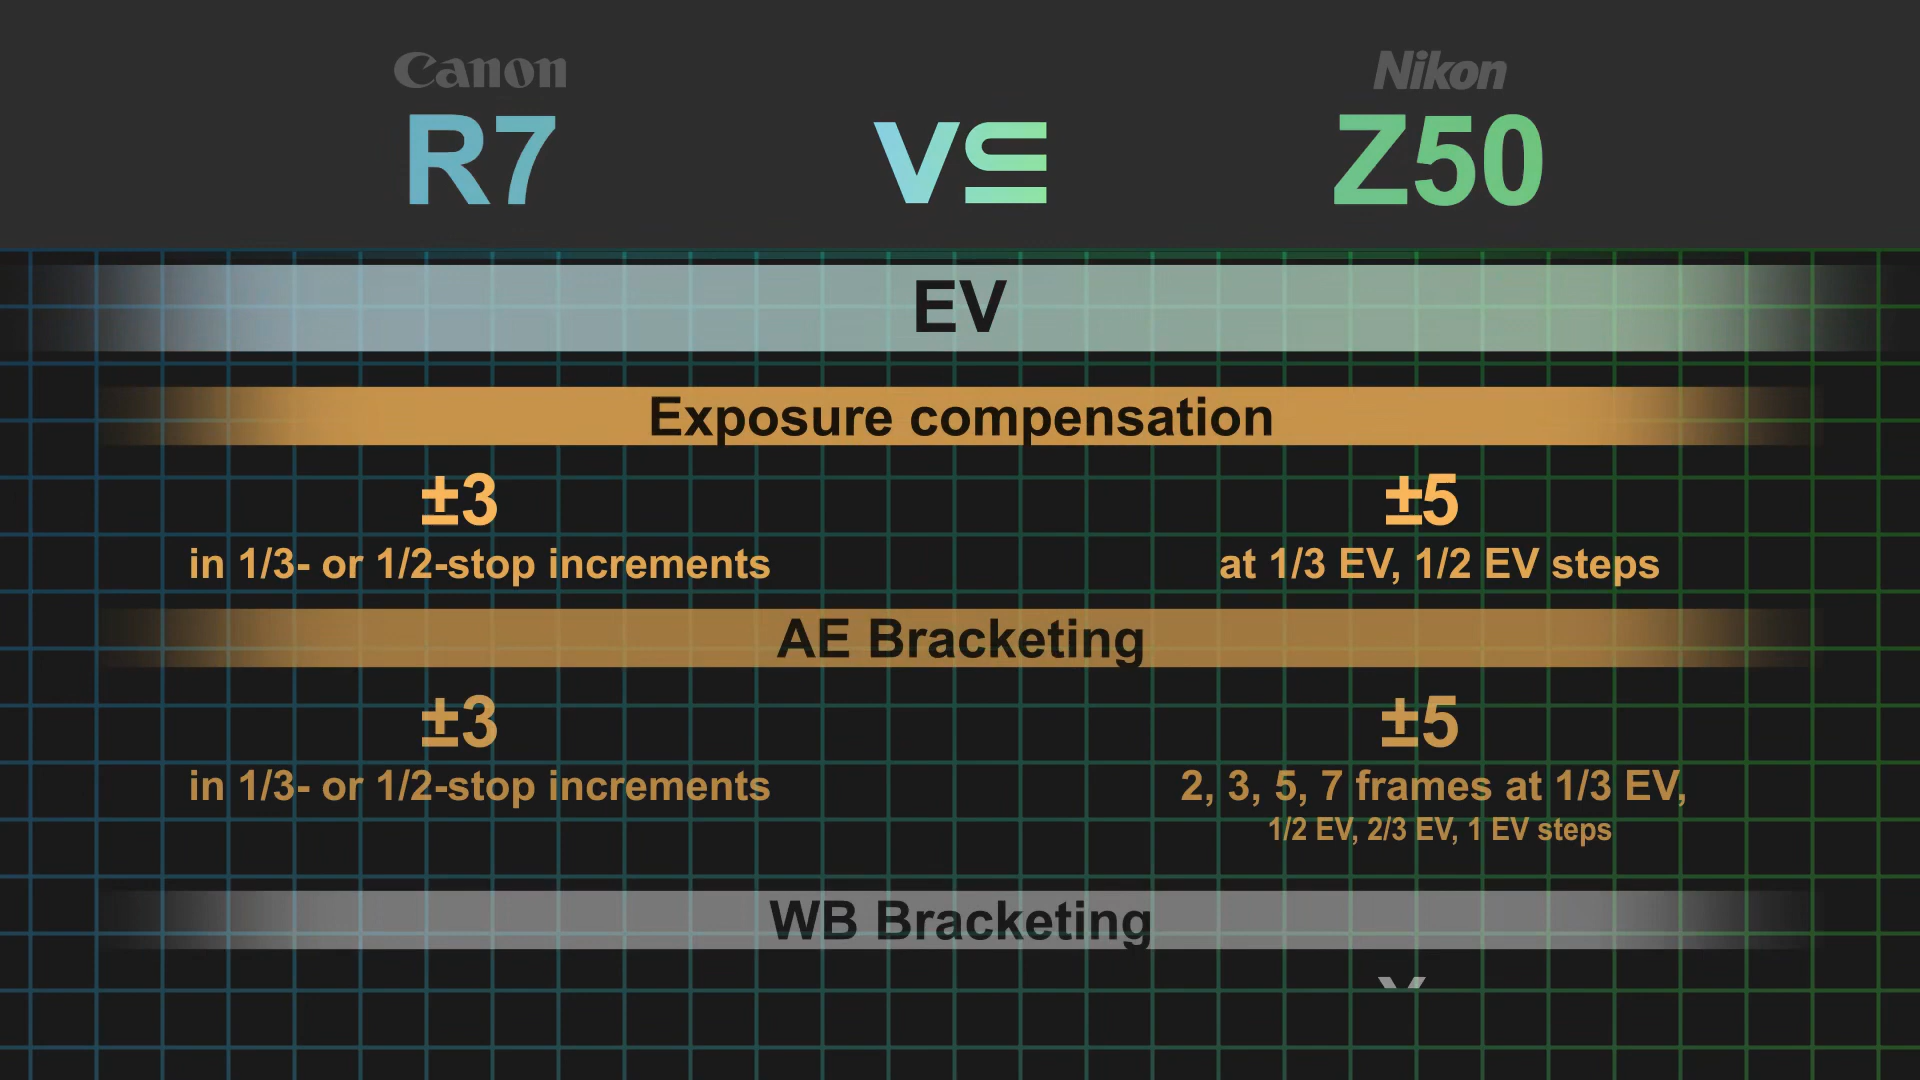 Canon
Nikon
R7
VS
Z50
EV
Exposure compensation
±3
±5
in 1/3- or 1/2-stop increments
at 1/3 EV, 1/2 EV steps
AE Bracketing
±3
±5
in 1/3- or 1/2-stop increments
2, 3, 5, 7 frames at 1/3 EV,
1/2 EV, 2/3 EV, 1 EV steps
WB Bracketing